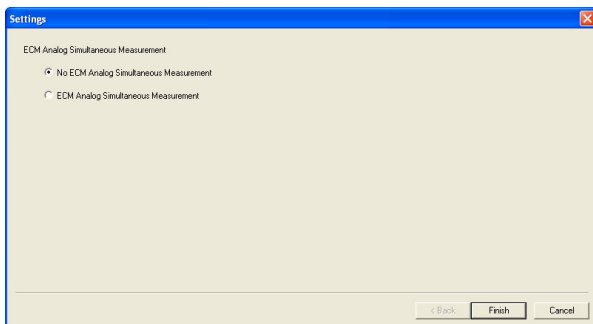 Settings
ECM Analog Simultaneous Measurement
No ECM Analog Simultaneous Measurement
ECM Analog Simultaneous Measurement
< Back Finish Cancel